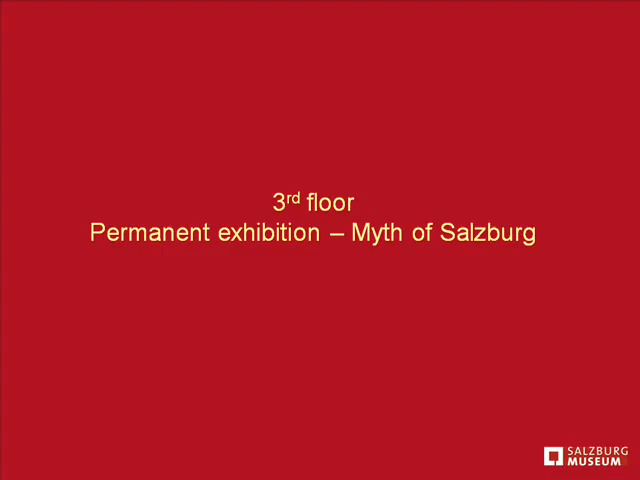 3rd floor
Permanent exhibition – Myth of Salzburg
SALZBURG
MUSEUM